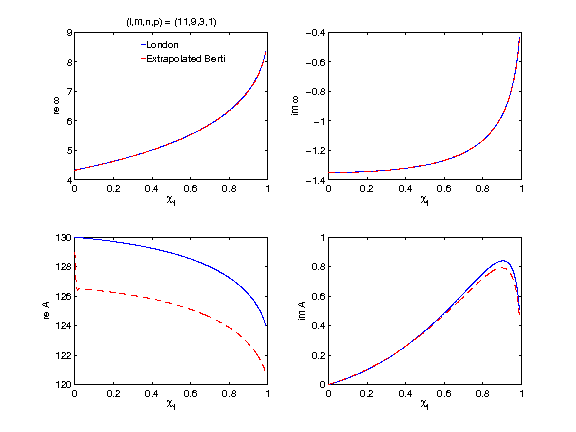 (l,m,n,p) = (11,9,3,1)
9
8
7
6
5
4
re ω
0 0.2 0.4 0.6 0.8 1
χf
London
Extrapolated Berti
−0.4
−0.6
−0.8
−1
−1.2
−1.4
im ω
0 0.2 0.4 0.6 0.8 1
χf
130
128
126
124
122
120
re A
0 0.2 0.4 0.6 0.8 1
χf
1
0.8
0.6
0.4
0.2
0
im A
0 0.2 0.4 0.6 0.8 1
χf